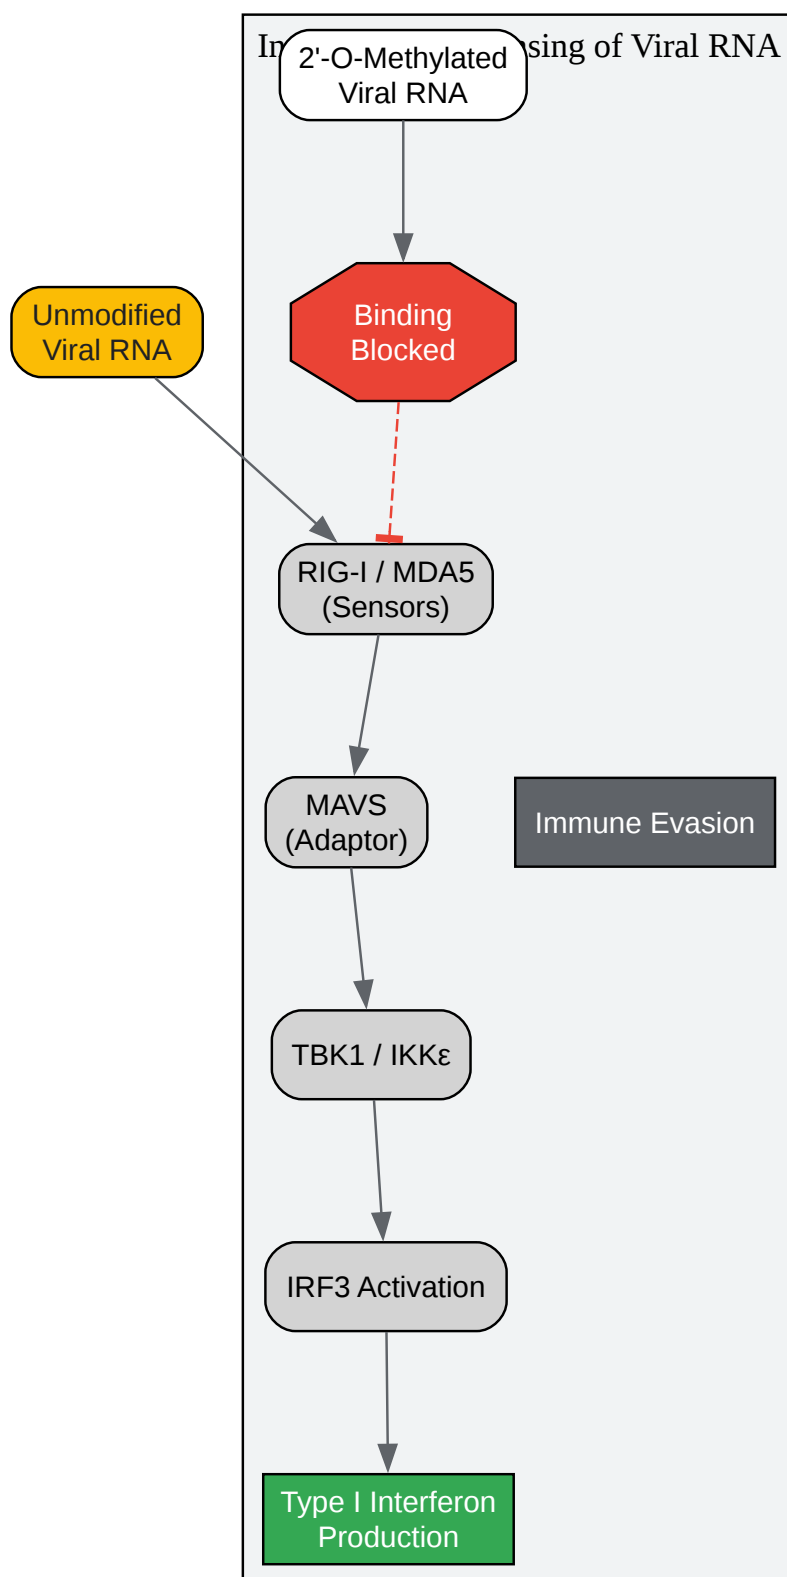 sing of Viral RNA
2'-O-Methylated
Viral RNA
Binding
Blocked
Unmodified
Viral RNA
RIG-I / MDA5
(Sensors)
MAVS
(Adaptor)
Immune Evasion
TBK1 / IKKε
IRF3 Activation
Type I Interferon
Production